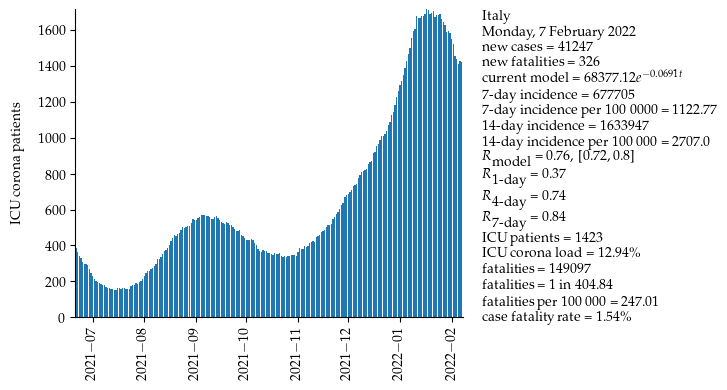 ICU corona patients
1600
1400
1200
1000
800
600
400
200
0
2021−07
2021−08
2021−09
2021−10
2021−11
2021−12
2022−01
2022−02
Italy
Monday, 7 February 2022
new cases = 41247
new fatalities = 326
current model = 68377.12e^{-0.0691t}
7-day incidence = 677705
7-day incidence per 100 0000 = 1122.77
14-day incidence = 1633947
14-day incidence per 100 000 = 2707.0
R_model = 0.76, [0.72, 0.8]
R_1-day = 0.37
R_4-day = 0.74
R_7-day = 0.84
ICU patients = 1423
ICU corona load = 12.94%
fatalities = 149097
fatalities = 1 in 404.84
fatalities per 100 000 = 247.01
case fatality rate = 1.54%